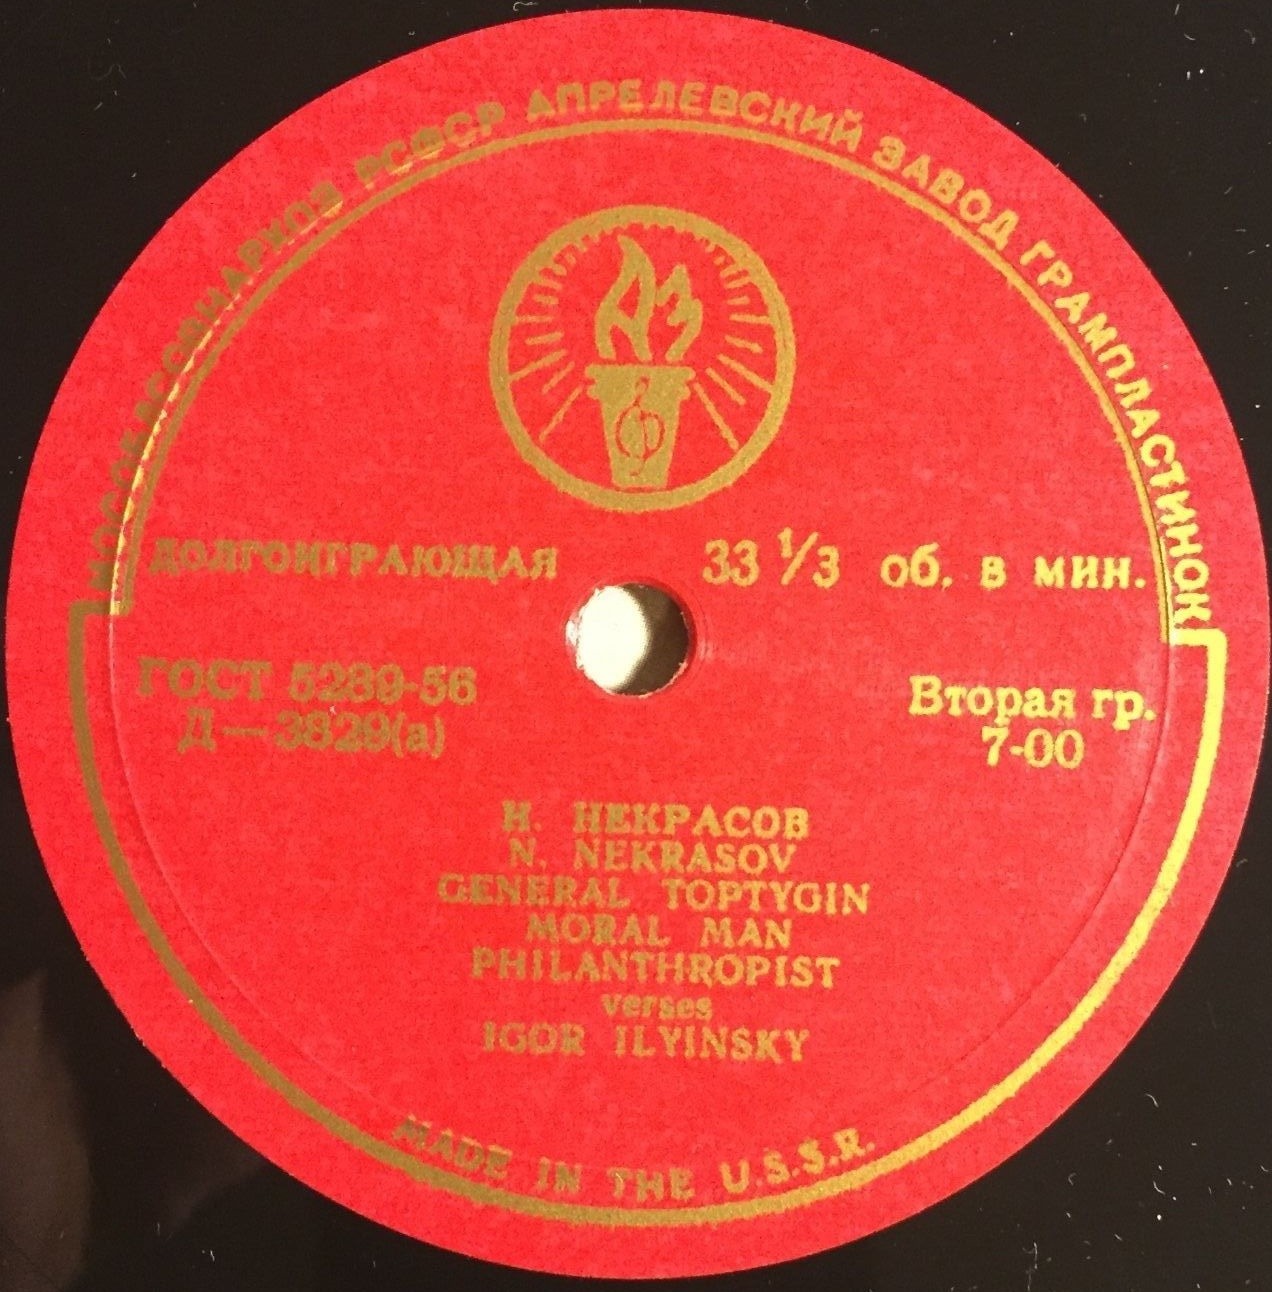 МОСОБЛСОВНАРХОЗ РСФСР АПРЕЛЕВСКИЙ ЗАВОД ГРАМПЛАСТИНОК
АЗ
ДОЛГОИГРАЮЩАЯ 33 1/3 об. в мин.
ГОСТ 5289-56
Д—3829(а)
Вторая гр.
7-00
Н. НЕКРАСОВ
N. NEKRASOV
GENERAL TOPTYGIN
MORAL MAN
PHILANTHROPIST
verses
IGOR ILYINSKY
MADE IN THE U.S.S.R.